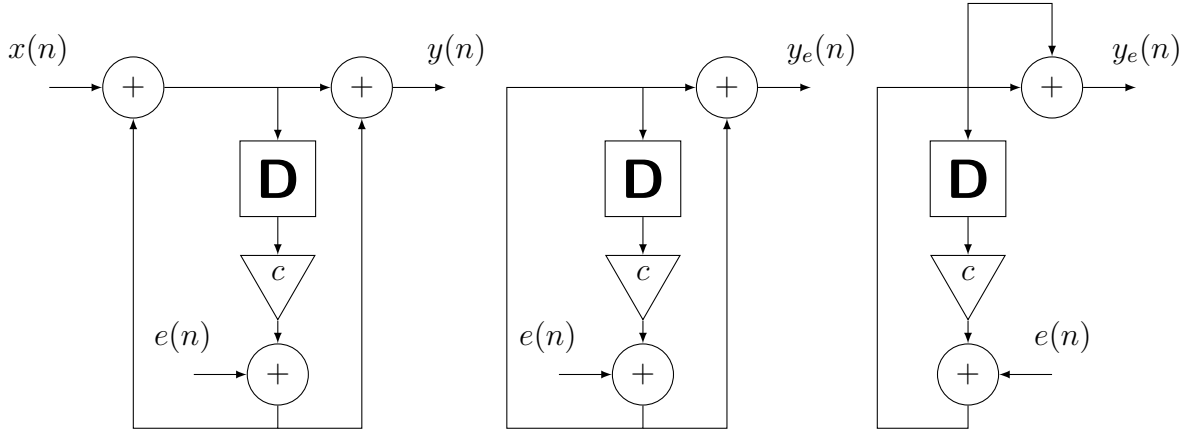 x(n)
+
+
y(n)
D
c
e(n)
+
+
y_e(n)
D
c
e(n)
+
+
y_e(n)
D
c
+
e(n)